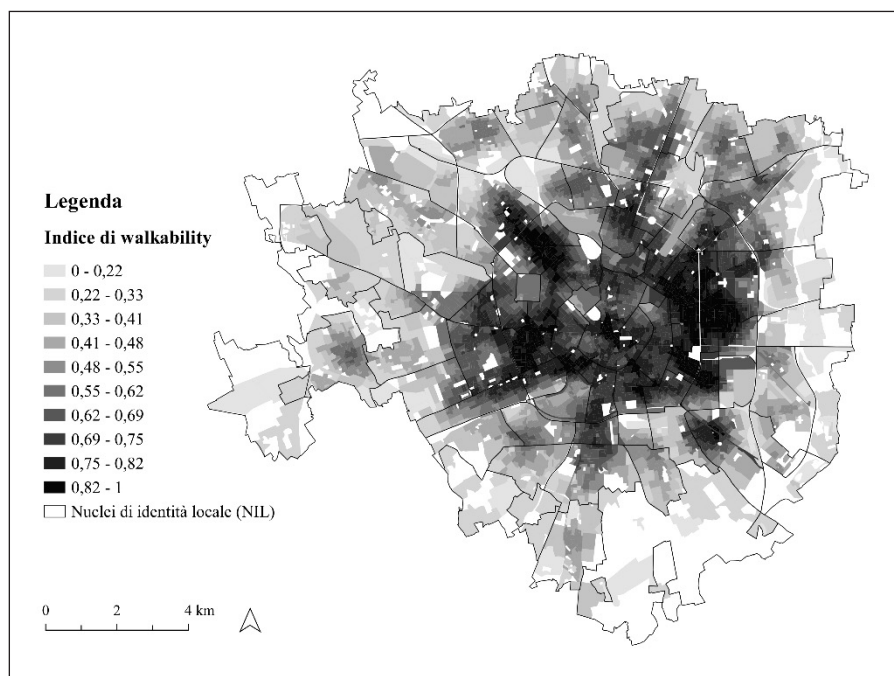 Legenda
Indice di walkability
0 - 0,22
0,22 - 0,33
0,33 - 0,41
0,41 - 0,48
0,48 - 0,55
0,55 - 0,62
0,62 - 0,69
0,69 - 0,75
0,75 - 0,82
0,82 - 1
Nuclei di identità locale (NIL)
0 2 4 km